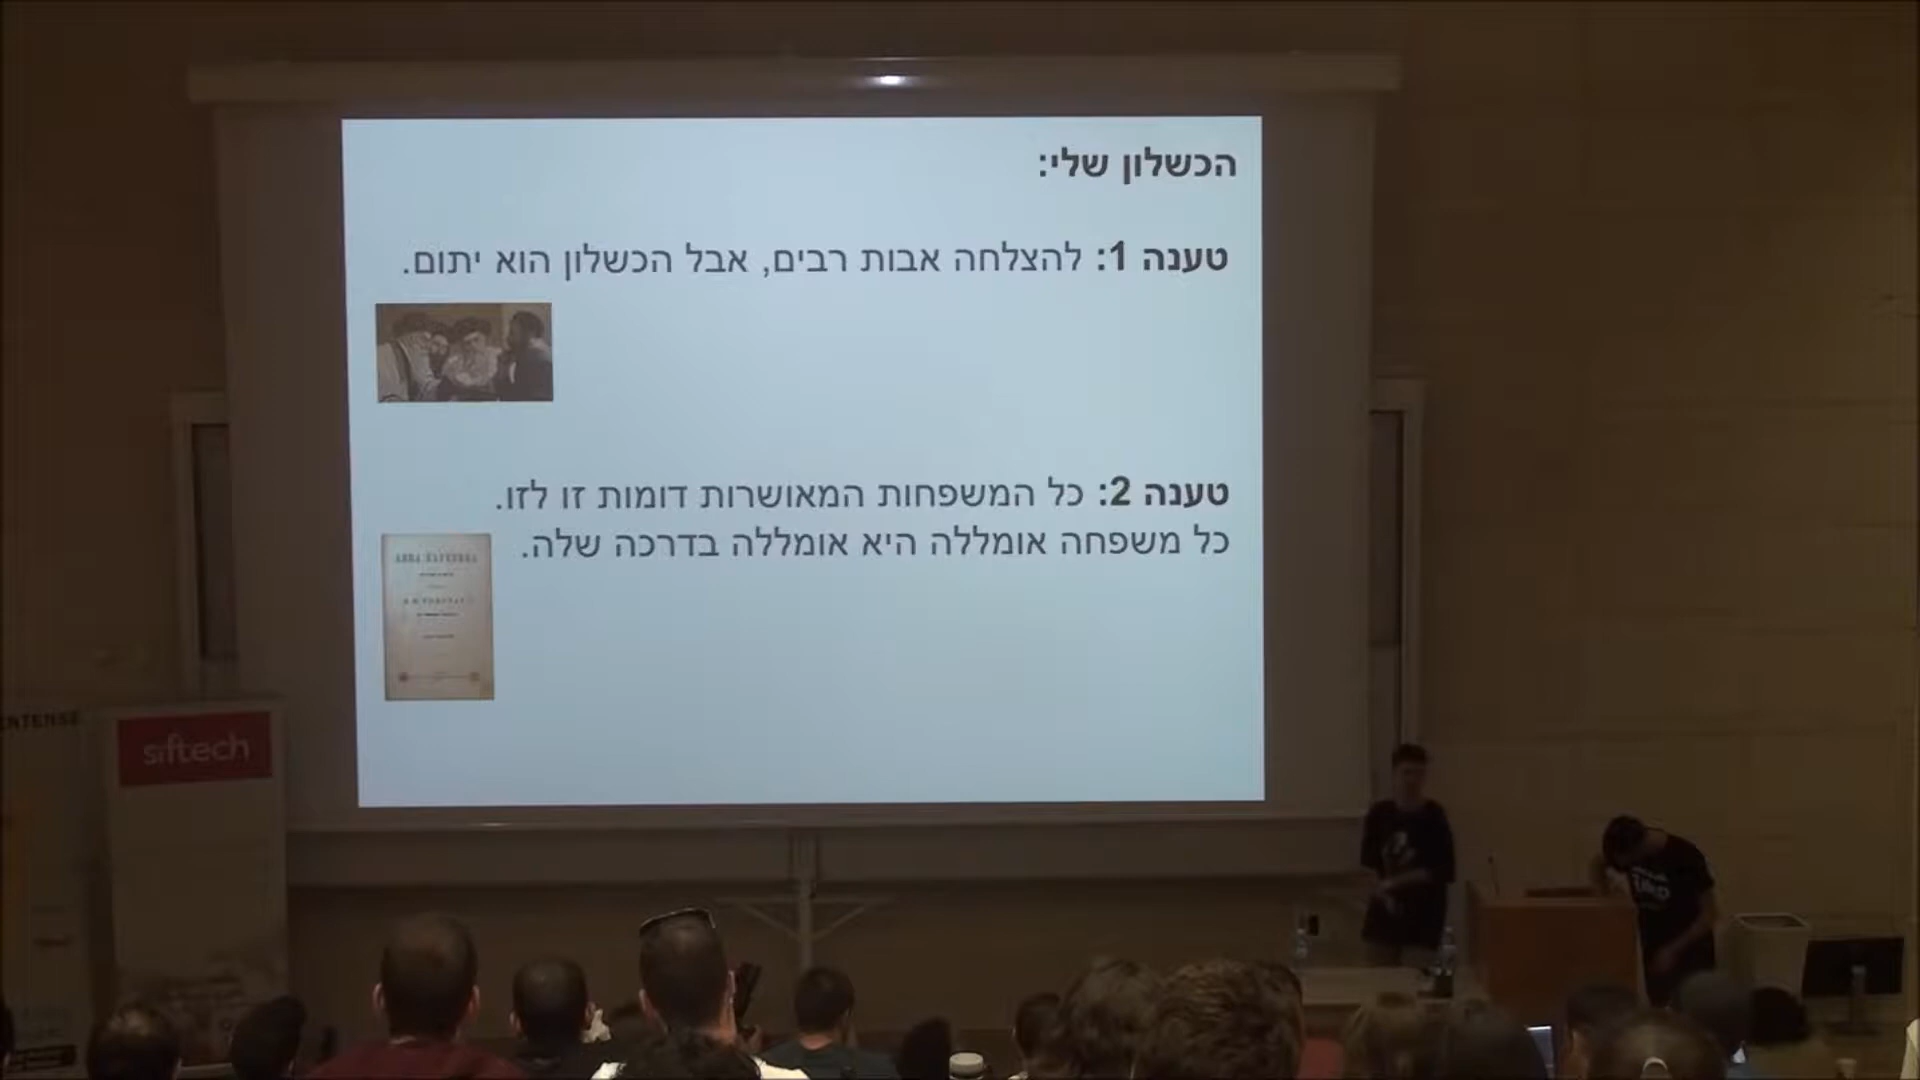 הכשלון שלי:
טענה 1: להצלחה אבות רבים, אבל הכשלון הוא יתום.
טענה 2: כל המשפחות המאושרות דומות זו לזו.
כל משפחה אומללה היא אומללה בדרכה שלה.
siftech